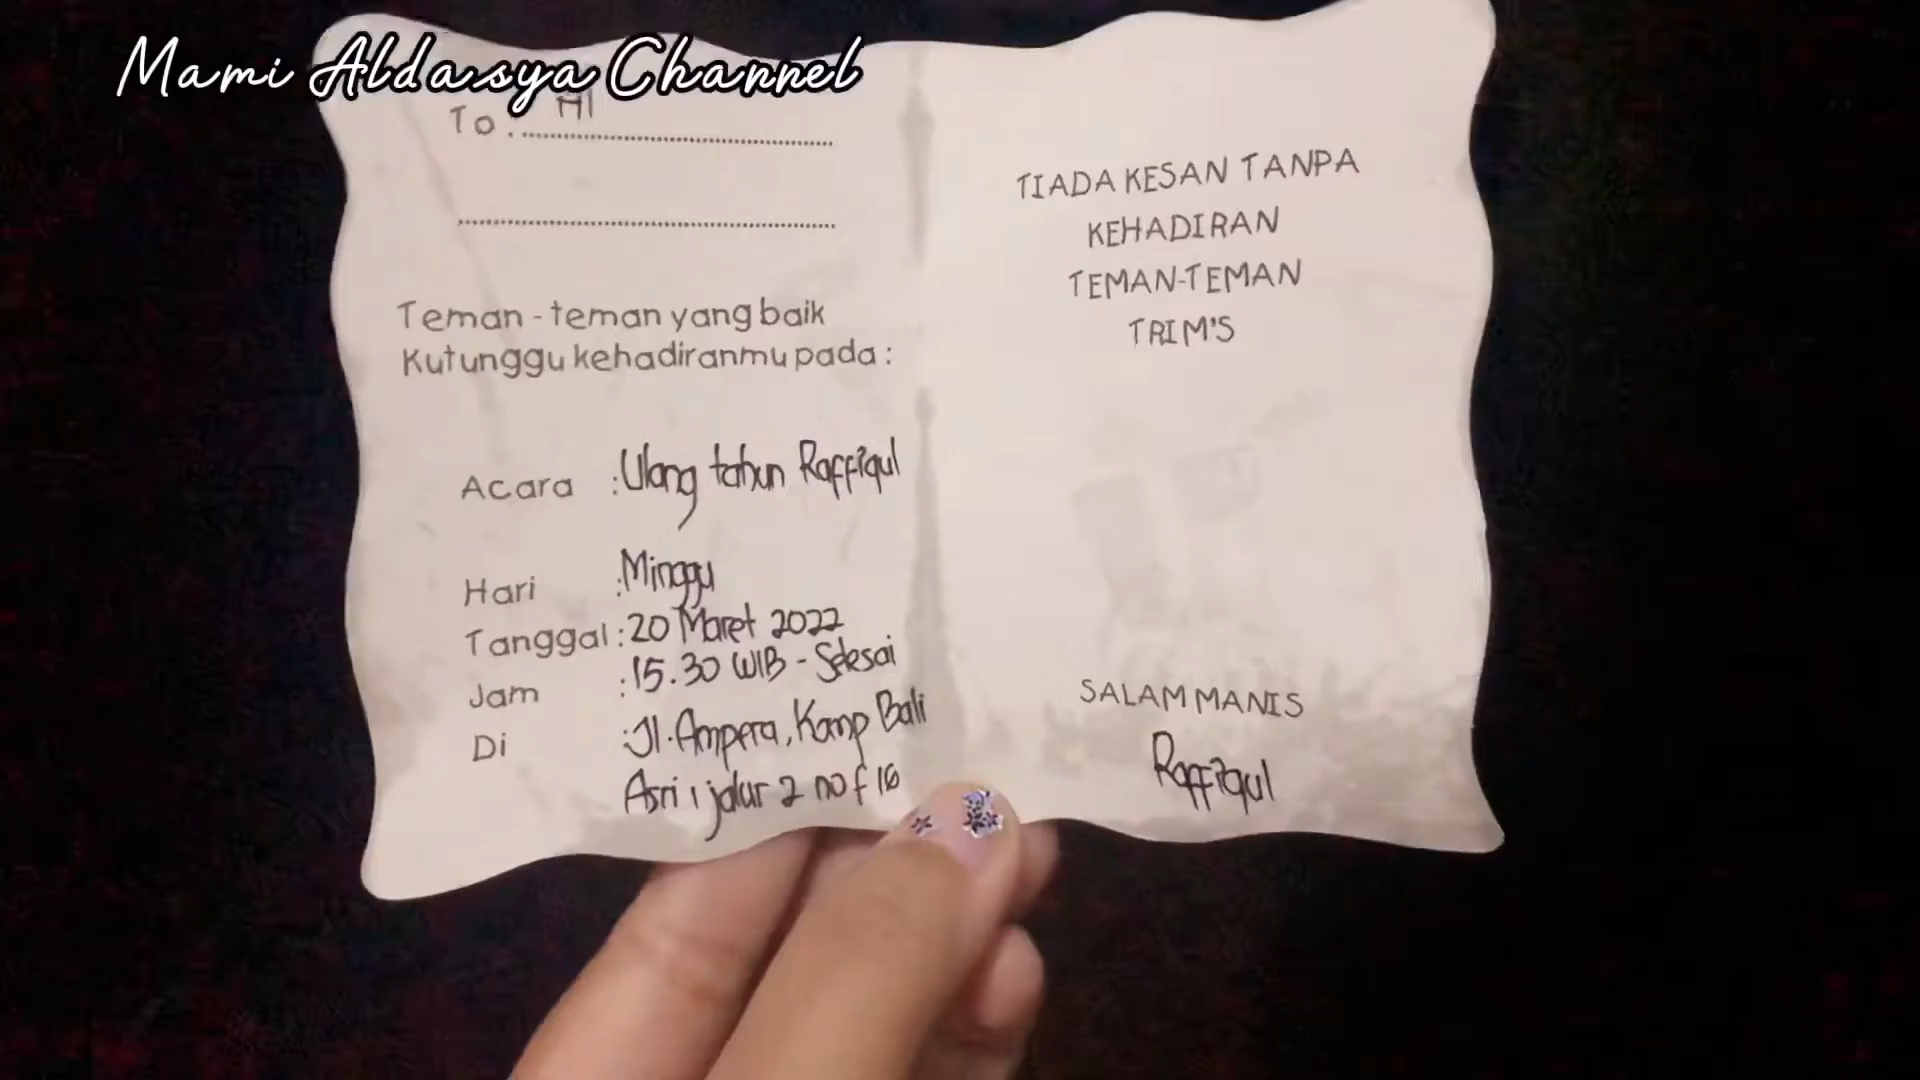 Mami Aldasya Channel
To :
Teman - teman yang baik
Kutunggu kehadiranmu pada :
Acara : Ulang tahun Raffiqul
Hari : Minggu
Tanggal : 20 Maret 2022
Jam : 15.30 WIB - Selesai
Di : Jl. Ampera, Kamp Bali
Asri 1 jalur 2 no f 16
TIADA KESAN TANPA
KEHADIRAN
TEMAN-TEMAN
TRIM'S
SALAM MANIS
Raffiqul